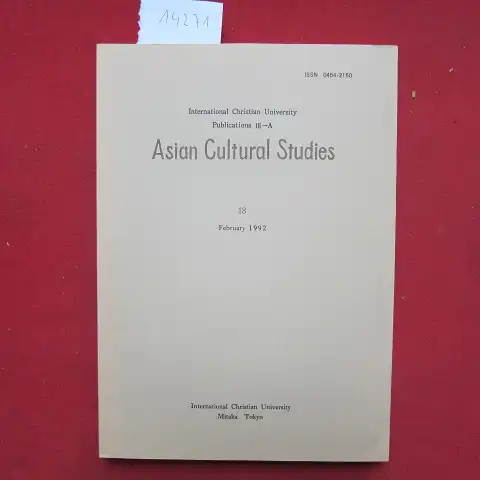 14271
ISSN 0454-2150
International Christian University
Publications III-A
Asian Cultural Studies
18
February 1992
International Christian University
Mitaka Tokyo